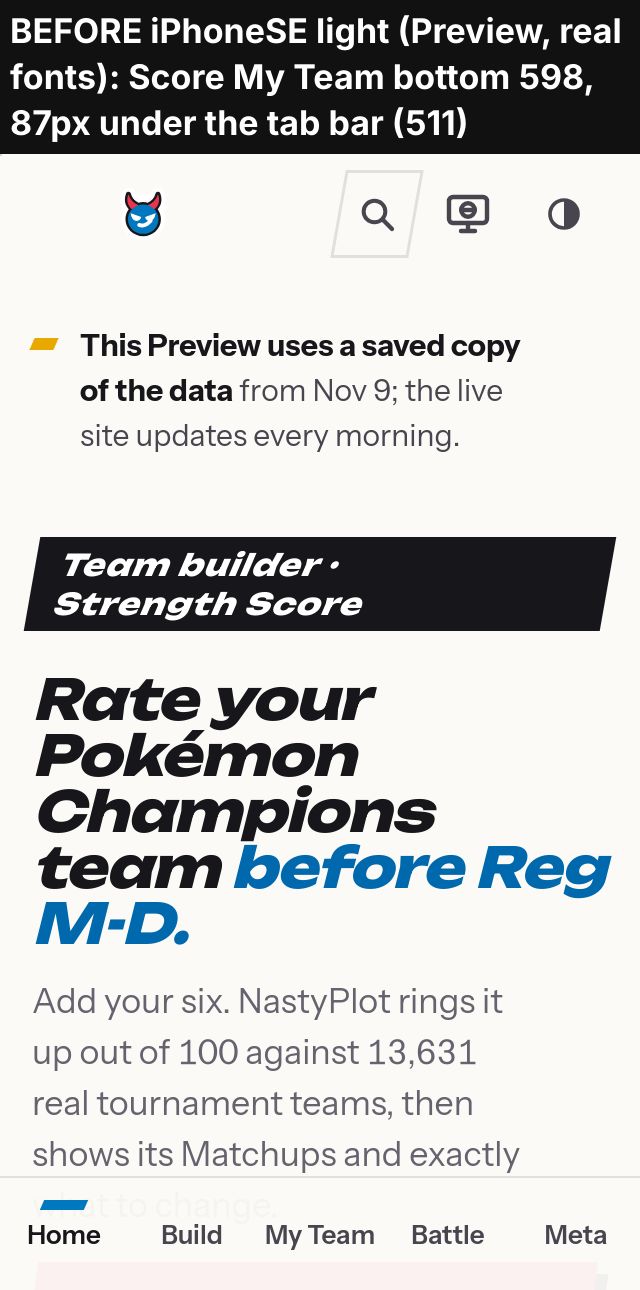 BEFORE iPhoneSE light (Preview, real
fonts): Score My Team bottom 598,
87px under the tab bar (511)
This Preview uses a saved copy
of the data from Nov 9; the live
site updates every morning.
Team builder ·
Strength Score
Rate your
Pokémon
Champions
team before Reg
M-D.
Add your six. NastyPlot rings it
up out of 100 against 13,631
real tournament teams, then
shows its Matchups and exactly
what to change.
Home Build My Team Battle Meta